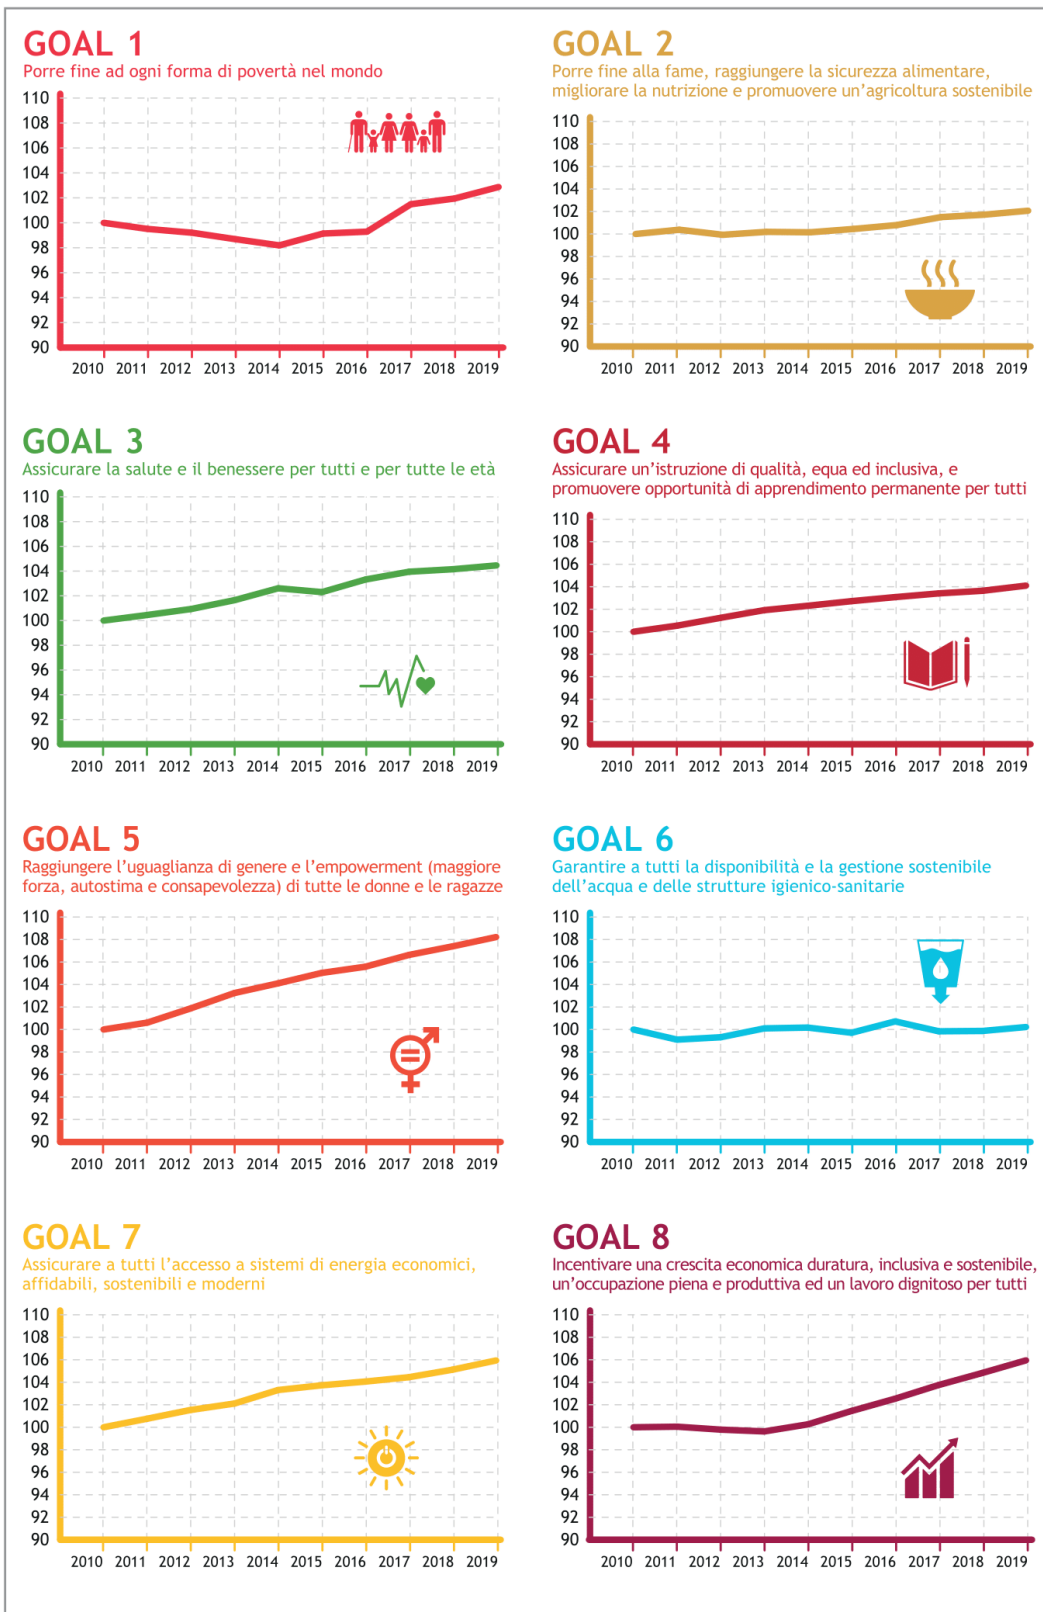 GOAL 1
Porre fine ad ogni forma di povertà nel mondo
110
108
106
104
102
100
98
96
94
92
90
2010 2011 2012 2013 2014 2015 2016 2017 2018 2019
GOAL 2
Porre fine alla fame, raggiungere la sicurezza alimentare,
migliorare la nutrizione e promuovere un'agricoltura sostenibile
110
108
106
104
102
100
98
96
94
92
90
2010 2011 2012 2013 2014 2015 2016 2017 2018 2019
GOAL 3
Assicurare la salute e il benessere per tutti e per tutte le età
110
108
106
104
102
100
98
96
94
92
90
2010 2011 2012 2013 2014 2015 2016 2017 2018 2019
GOAL 4
Assicurare un'istruzione di qualità, equa ed inclusiva, e
promuovere opportunità di apprendimento permanente per tutti
110
108
106
104
102
100
98
96
94
92
90
2010 2011 2012 2013 2014 2015 2016 2017 2018 2019
GOAL 5
Raggiungere l'uguaglianza di genere e l'empowerment (maggiore
forza, autostima e consapevolezza) di tutte le donne e le ragazze
110
108
106
104
102
100
98
96
94
92
90
2010 2011 2012 2013 2014 2015 2016 2017 2018 2019
GOAL 6
Garantire a tutti la disponibilità e la gestione sostenibile
dell'acqua e delle strutture igienico-sanitarie
110
108
106
104
102
100
98
96
94
92
90
2010 2011 2012 2013 2014 2015 2016 2017 2018 2019
GOAL 7
Assicurare a tutti l'accesso a sistemi di energia economici,
affidabili, sostenibili e moderni
110
108
106
104
102
100
98
96
94
92
90
2010 2011 2012 2013 2014 2015 2016 2017 2018 2019
GOAL 8
Incentivare una crescita economica duratura, inclusiva e sostenibile,
un'occupazione piena e produttiva ed un lavoro dignitoso per tutti
110
108
106
104
102
100
98
96
94
92
90
2010 2011 2012 2013 2014 2015 2016 2017 2018 2019